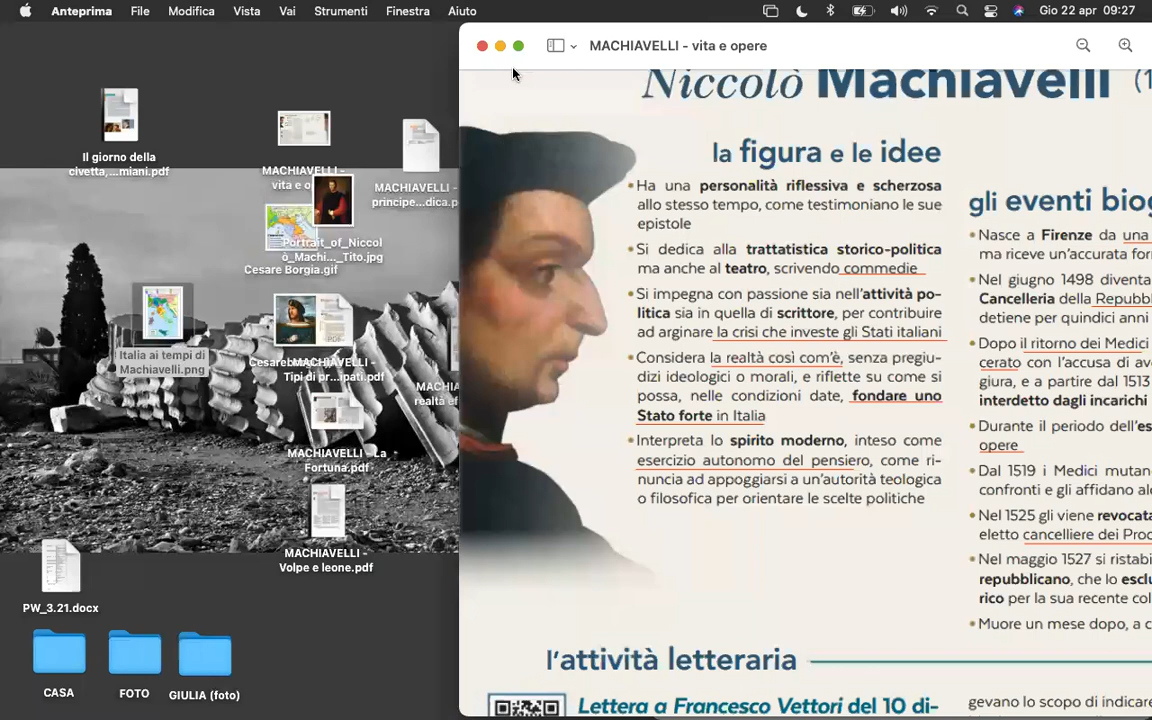 Anteprima File Modifica Vista Vai Strumenti Finestra Aiuto Gio 22 apr 09:27
MACHIAVELLI - vita e opere
Il giorno della
civetta,...miani.pdf
MACHIAVELLI -
vita e o
MACHIAVELLI -
principe...dica.p
Portrait_of_Niccol
ò_Machi..._Tito.jpg
Cesare Borgia.gif
Italia ai tempi di
Machiavelli.png
MACHIAVELLI -
Tipi di pr...ipati.pdf
MACHIA
realtà ef
MACHIAVELLI - La
Fortuna.pdf
MACHIAVELLI -
Volpe e leone.pdf
PW_3.21.docx
CASA FOTO GIULIA (foto)
Niccolò Machiavelli (1
la figura e le idee
Ha una personalità riflessiva e scherzosa
allo stesso tempo, come testimoniano le sue
epistole
Si dedica alla trattatistica storico-politica
ma anche al teatro, scrivendo commedie
Si impegna con passione sia nell'attività po-
litica sia in quella di scrittore, per contribuire
ad arginare la crisi che investe gli Stati italiani
Considera la realtà così com'è, senza pregiu-
dizi ideologici o morali, e riflette su come si
possa, nelle condizioni date, fondare uno
Stato forte in Italia
Interpreta lo spirito moderno, inteso come
esercizio autonomo del pensiero, come ri-
nuncia ad appoggiarsi a un'autorità teologica
o filosofica per orientare le scelte politiche
gli eventi biog
Nasce a Firenze da una
ma riceve un'accurata for
Nel giugno 1498 diventa
Cancelleria della Repubb
detiene per quindici anni
Dopo il ritorno dei Medici
cerato con l'accusa di av
giura, e a partire dal 1513
interdetto dagli incarichi
Durante il periodo dell'es
opere
Dal 1519 i Medici mutan
confronti e gli affidano al
Nel 1525 gli viene revocat
eletto cancelliere dei Proc
Nel maggio 1527 si ristabi
repubblicano, che lo esclu
rico per la sua recente col
Muore un mese dopo, a c
l'attività letteraria
Lettera a Francesco Vettori del 10 di-
gevano lo scopo di indicare